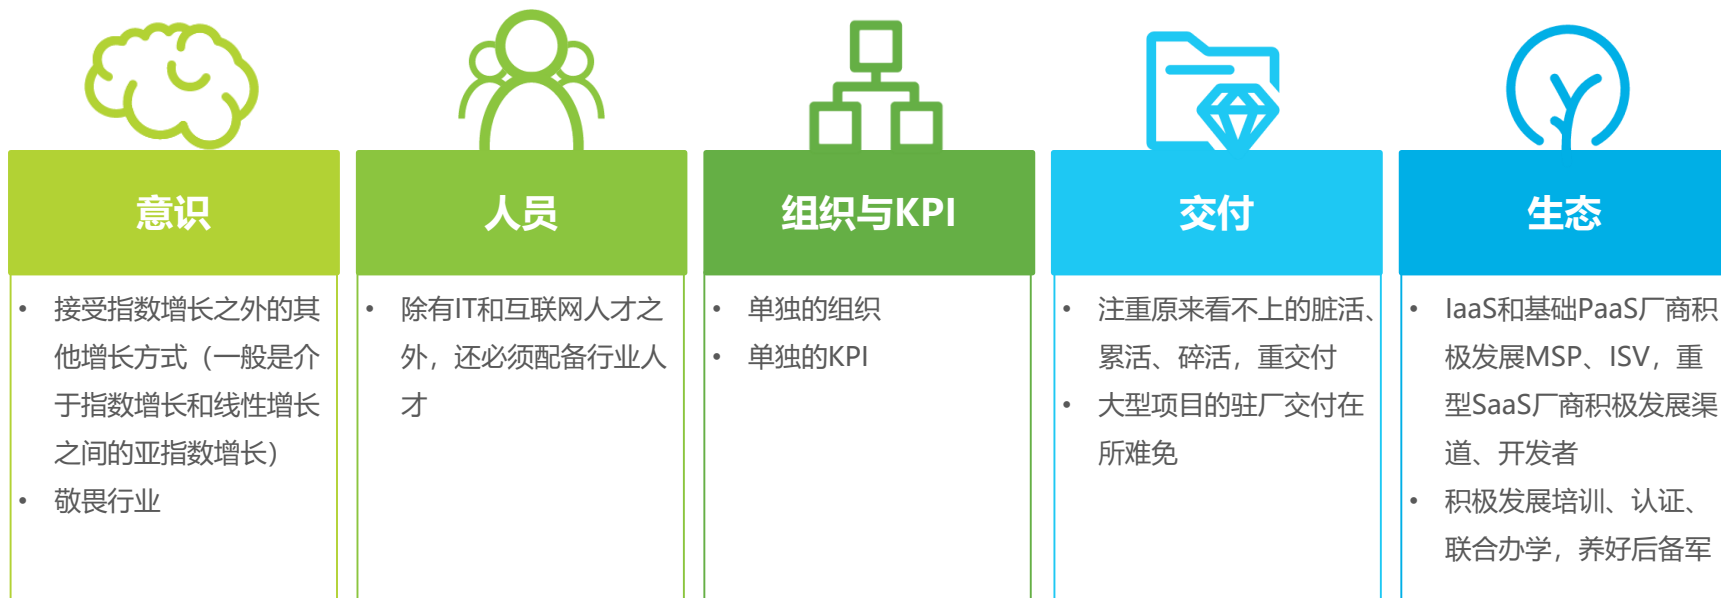 意识
• 接受指数增长之外的其
他增长方式（一般是介
于指数增长和线性增长
之间的亚指数增长）
• 敬畏行业
人员
• 除有IT和互联网人才之
外，还必须配备行业人
才
组织与KPI
• 单独的组织
• 单独的KPI
交付
• 注重原来看不上的脏活、
累活、碎活，重交付
• 大型项目的驻厂交付在
所难免
生态
• IaaS和基础PaaS厂商积
极发展MSP、ISV，重
型SaaS厂商积极发展渠
道、开发者
• 积极发展培训、认证、
联合办学，养好后备军